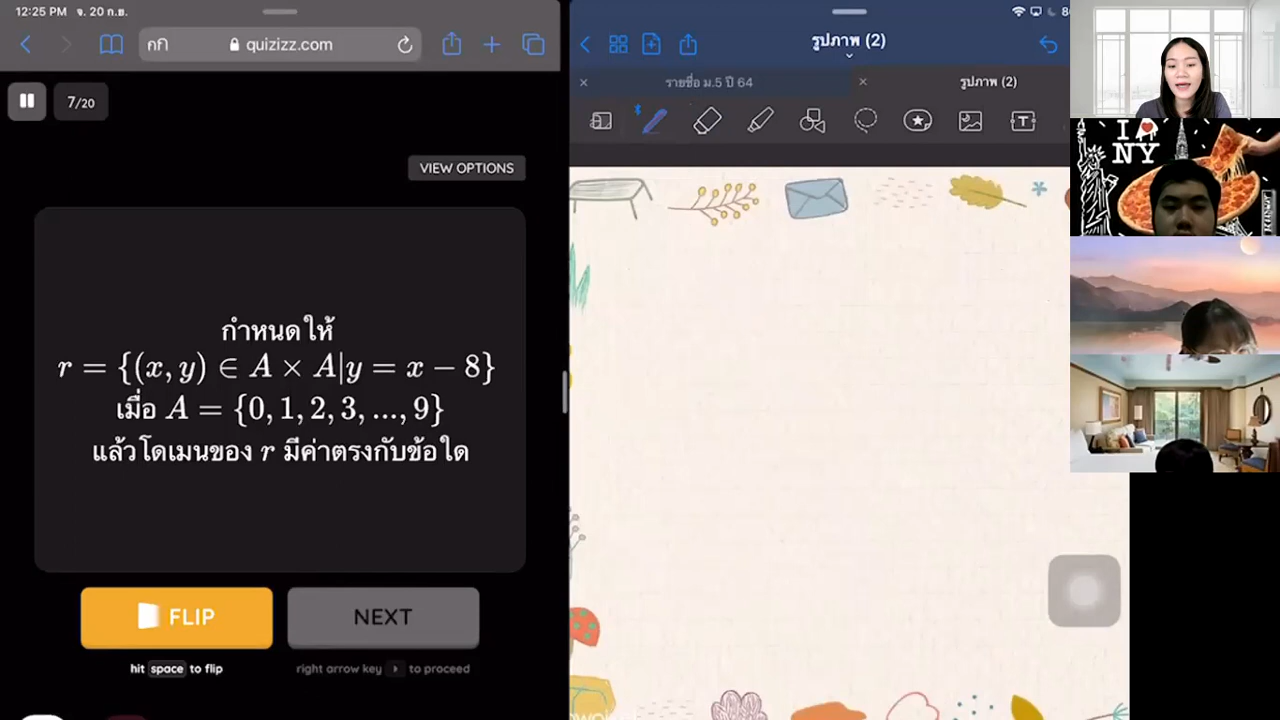 12:25 PM จ. 20 ก.ย.
กก
quizizz.com
7/20
VIEW OPTIONS
กำหนดให้
r = {(x, y) ∈ A × A|y = x − 8}
เมื่อ A = {0, 1, 2, 3, ..., 9}
แล้วโดเมนของ r มีค่าตรงกับข้อใด
FLIP
NEXT
hit space to flip
right arrow key to proceed
รูปภาพ (2)
รายชื่อ ม.5 ปี 64
รูปภาพ (2)
T
I
NY